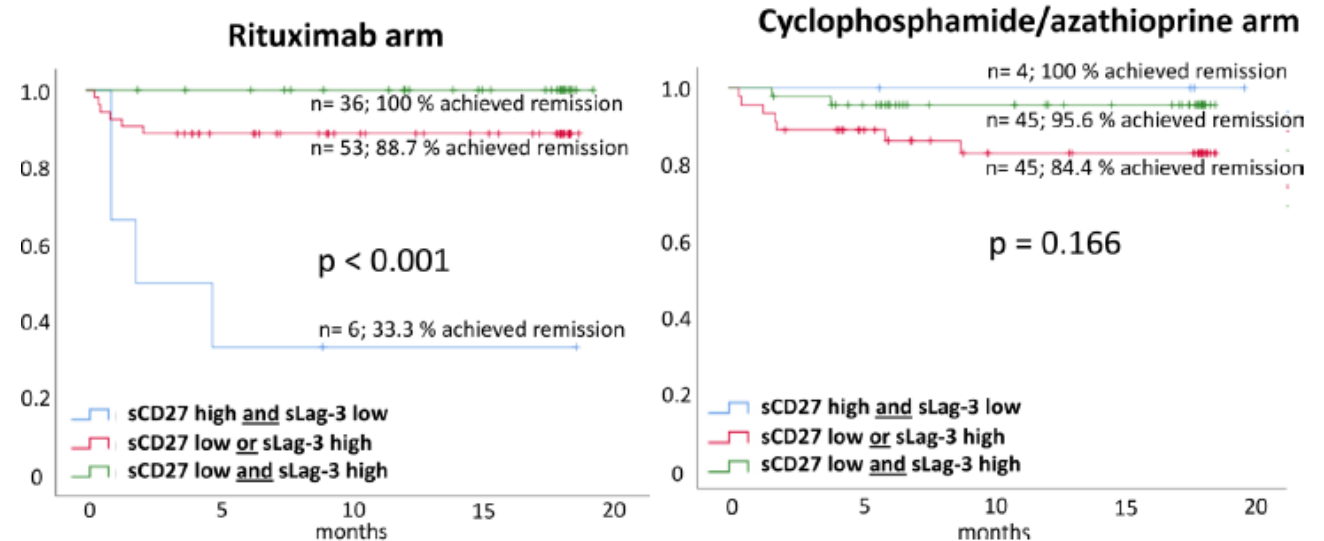 Rituximab arm
1.0
0.8
0.6
0.4
0.2
0
n= 36; 100 % achieved remission
n= 53; 88.7 % achieved remission
p < 0.001
n= 6; 33.3 % achieved remission
sCD27 high and sLag-3 low
sCD27 low or sLag-3 high
sCD27 low and sLag-3 high
0 5 10 15 20
months
Cyclophosphamide/azathioprine arm
1.0
0.8
0.6
0.4
0.2
0
n= 4; 100 % achieved remission
n= 45; 95.6 % achieved remission
n= 45; 84.4 % achieved remission
p = 0.166
sCD27 high and sLag-3 low
sCD27 low or sLag-3 high
sCD27 low and sLag-3 high
0 5 10 15 20
months